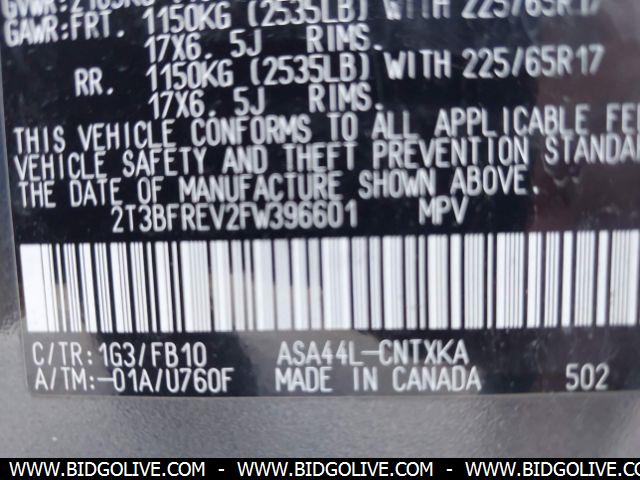 GAWR:FRT. 1150KG (2535LB) WITH 225/65R17
17X6. 5J RIMS.
RR. 1150KG (2535LB) WITH 225/65R17
17X6. 5J RIMS.
THIS VEHICLE CONFORMS TO ALL APPLICABLE FE
VEHICLE SAFETY AND THEFT PREVENTION STANDA
THE DATE OF MANUFACTURE SHOWN ABOVE.
2T3BFREV2FW396601 MPV
C/TR:1G3/FB10 ASA44L-CNTXKA
A/TM:-01A/U760F MADE IN CANADA 502
WWW.BIDGOLIVE.COM - WWW.BIDGOLIVE.COM - WWW.BIDGOLIVE.COM